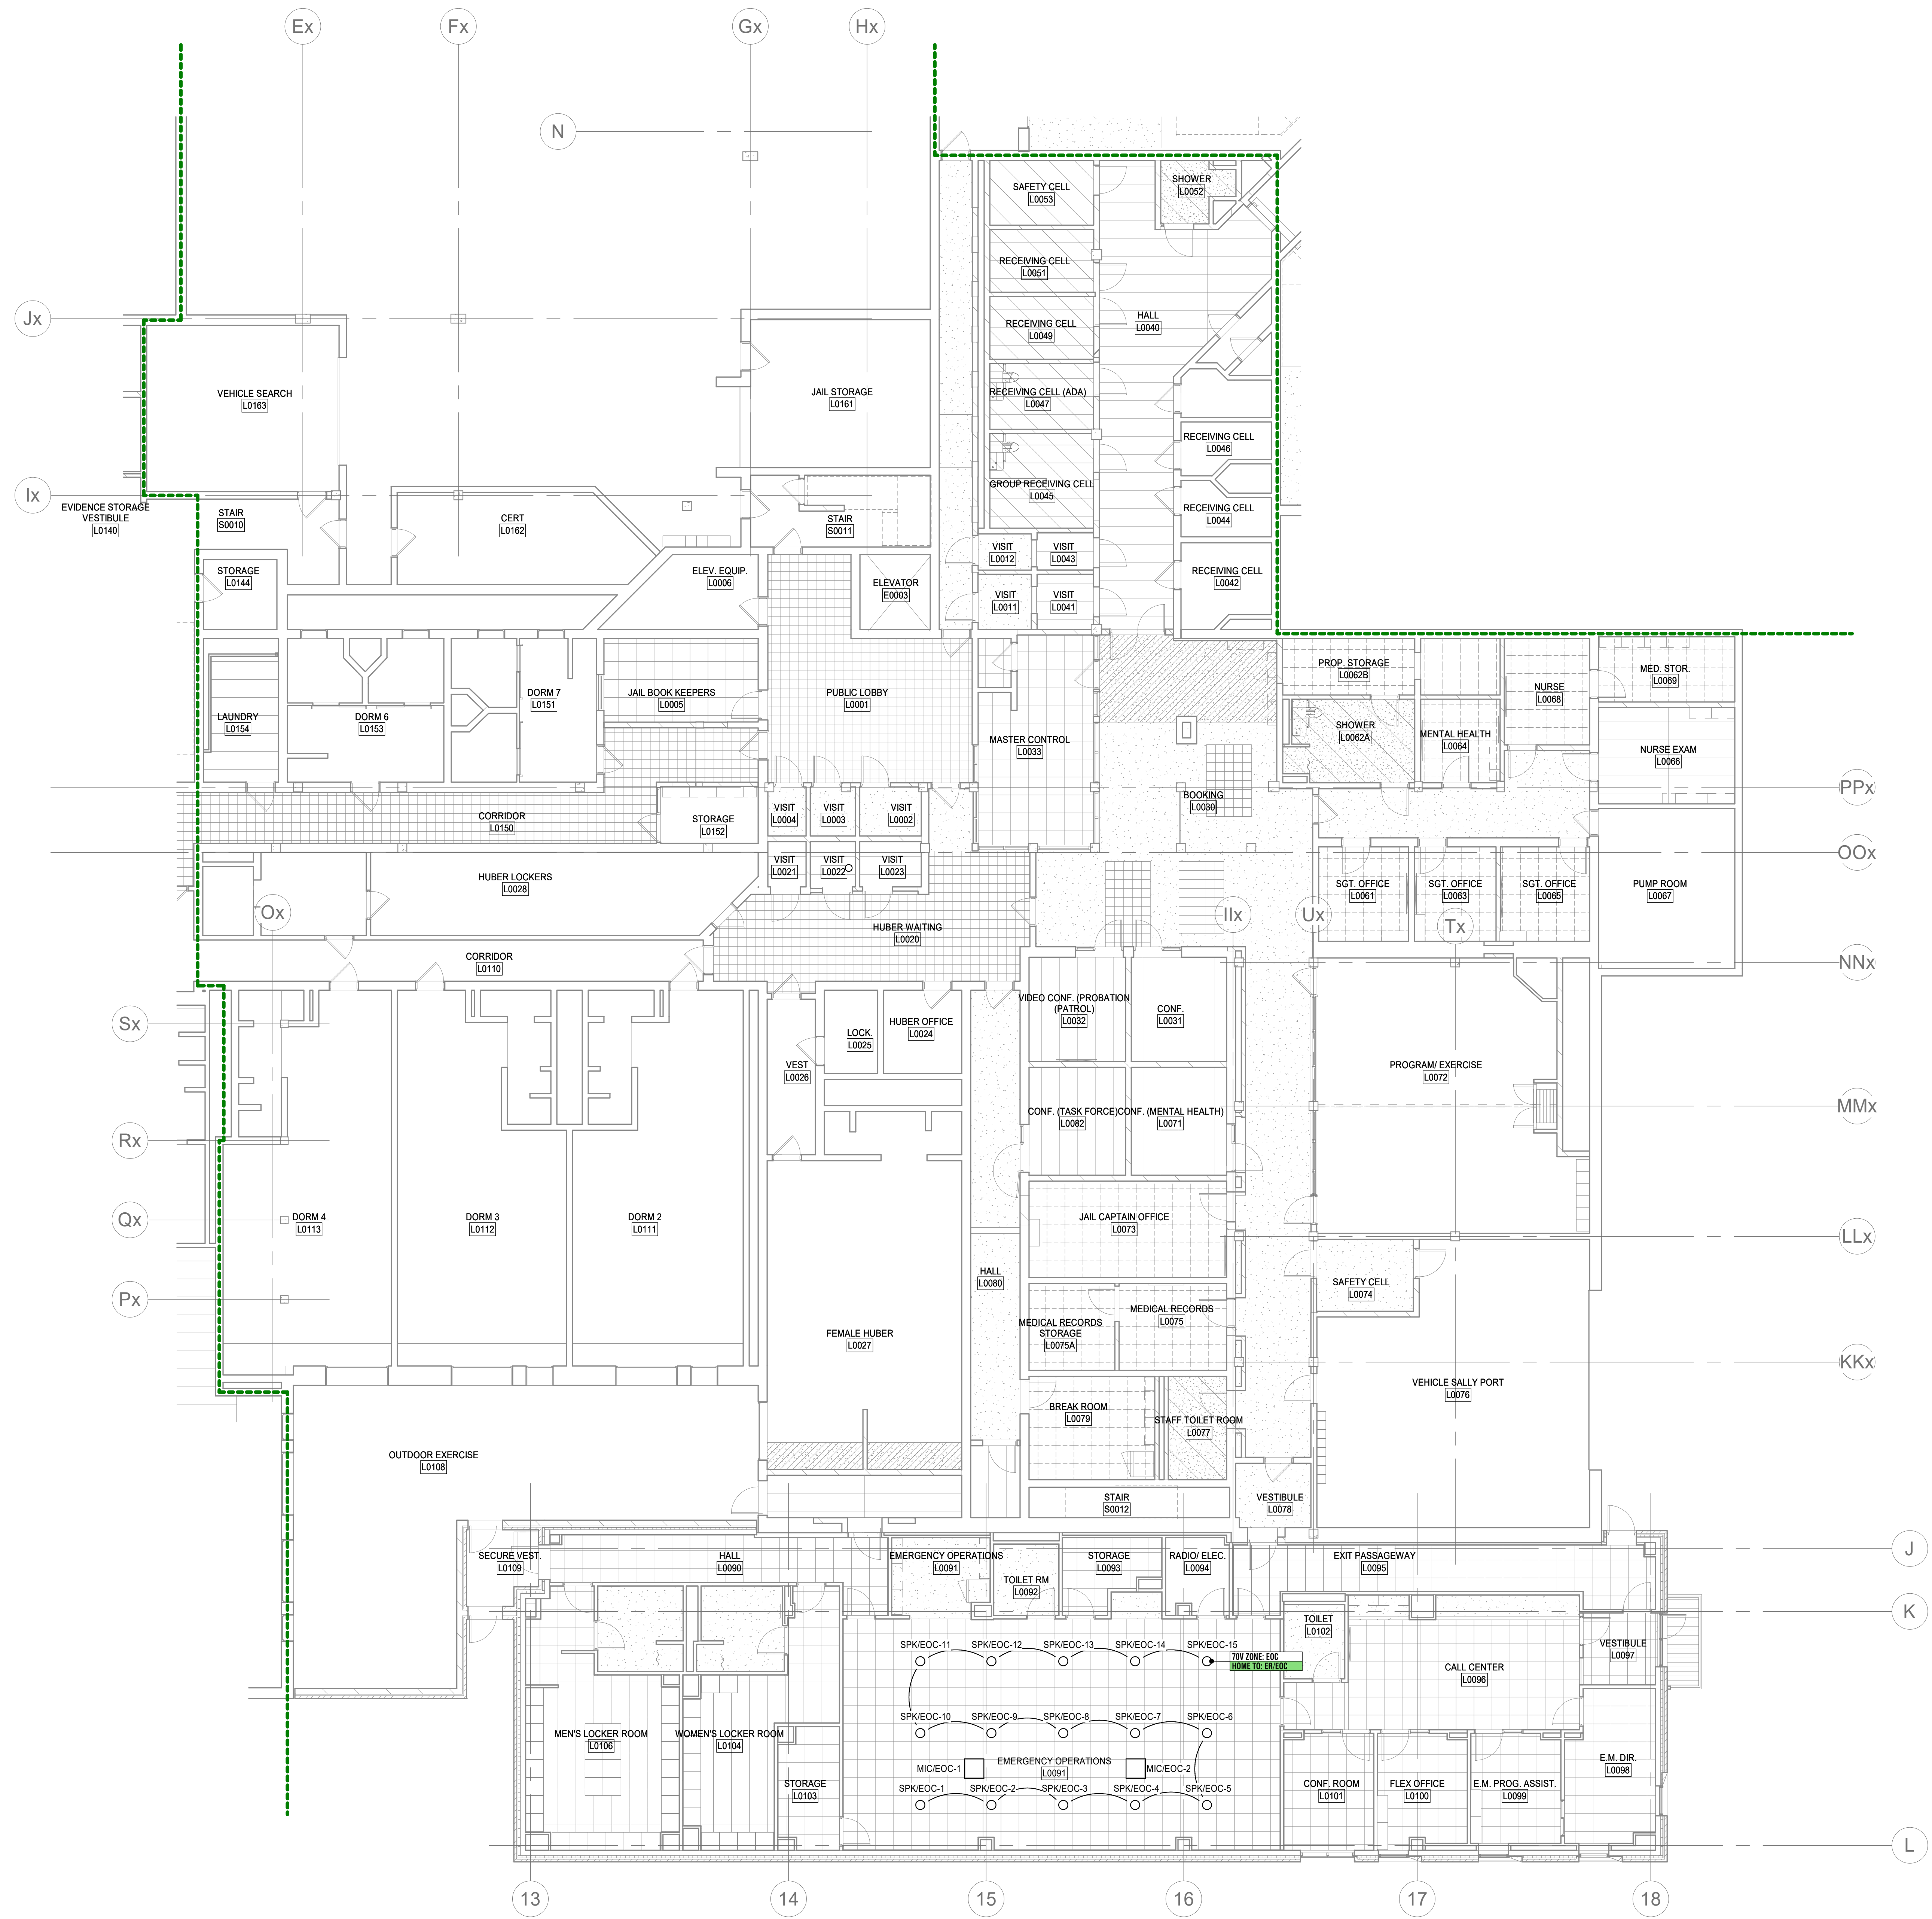 Ex
Fx
Gx
Hx
N
SAFETY CELL
L0053
SHOWER
L0052
RECEIVING CELL
L0051
Jx
RECEIVING CELL
L0049
HALL
L0040
VEHICLE SEARCH
L0163
JAIL STORAGE
L0161
RECEIVING CELL (ADA)
L0047
RECEIVING CELL
L0046
GROUP RECEIVING CELL
L0045
Ix
EVIDENCE STORAGE
VESTIBULE
L0140
STAIR
S0010
CERT
L0162
STAIR
S0011
RECEIVING CELL
L0044
VISIT
L0012
VISIT
L0043
STORAGE
L0144
ELEV. EQUIP.
L0006
ELEVATOR
E0003
VISIT
L0011
VISIT
L0041
RECEIVING CELL
L0042
PROP. STORAGE
L0062B
MED. STOR.
L0069
NURSE
L0068
DORM 7
L0151
JAIL BOOK KEEPERS
L0005
PUBLIC LOBBY
L0001
LAUNDRY
L0154
DORM 6
L0153
MASTER CONTROL
L0033
SHOWER
L0062A
MENTAL HEALTH
L0064
NURSE EXAM
L0066
PPx
BOOKING
L0030
CORRIDOR
L0150
STORAGE
L0152
VISIT
L0004
VISIT
L0003
VISIT
L0002
OOx
VISIT
L0021
VISIT
L0022
VISIT
L0023
HUBER LOCKERS
L0028
SGT. OFFICE
L0061
SGT. OFFICE
L0063
SGT. OFFICE
L0065
PUMP ROOM
L0067
Ox
IIx
Ux
Tx
HUBER WAITING
L0020
CORRIDOR
L0110
NNx
Sx
VIDEO CONF. (PROBATION
(PATROL)
L0032
CONF.
L0031
HUBER OFFICE
L0024
LOCK.
L0025
VEST
L0026
PROGRAM/ EXERCISE
L0072
MMx
CONF. (TASK FORCE)
L0082
CONF. (MENTAL HEALTH)
L0071
Rx
Qx
DORM 4
L0113
DORM 3
L0112
DORM 2
L0111
JAIL CAPTAIN OFFICE
L0073
LLx
HALL
L0080
SAFETY CELL
L0074
Px
FEMALE HUBER
L0027
MEDICAL RECORDS
STORAGE
L0075A
MEDICAL RECORDS
L0075
KKx
VEHICLE SALLY PORT
L0076
BREAK ROOM
L0079
STAFF TOILET ROOM
L0077
OUTDOOR EXERCISE
L0108
STAIR
S0012
VESTIBULE
L0078
J
SECURE VEST.
L0109
HALL
L0090
EMERGENCY OPERATIONS
L0091
TOILET RM
L0092
STORAGE
L0093
RADIO/ ELEC.
L0094
EXIT PASSAGEWAY
L0095
K
TOILET
L0102
VESTIBULE
L0097
SPK/EOC-11
SPK/EOC-12
SPK/EOC-13
SPK/EOC-14
SPK/EOC-15
70V ZONE: EOC
HOME TO: ER/EOC
CALL CENTER
L0096
SPK/EOC-10
SPK/EOC-9
SPK/EOC-8
SPK/EOC-7
SPK/EOC-6
MEN'S LOCKER ROOM
L0106
WOMEN'S LOCKER ROOM
L0104
MIC/EOC-1
EMERGENCY OPERATIONS
L0091
MIC/EOC-2
E.M. DIR.
L0098
STORAGE
L0103
SPK/EOC-1
SPK/EOC-2
SPK/EOC-3
SPK/EOC-4
SPK/EOC-5
CONF. ROOM
L0101
FLEX OFFICE
L0100
E.M. PROG. ASSIST.
L0099
L
13
14
15
16
17
18